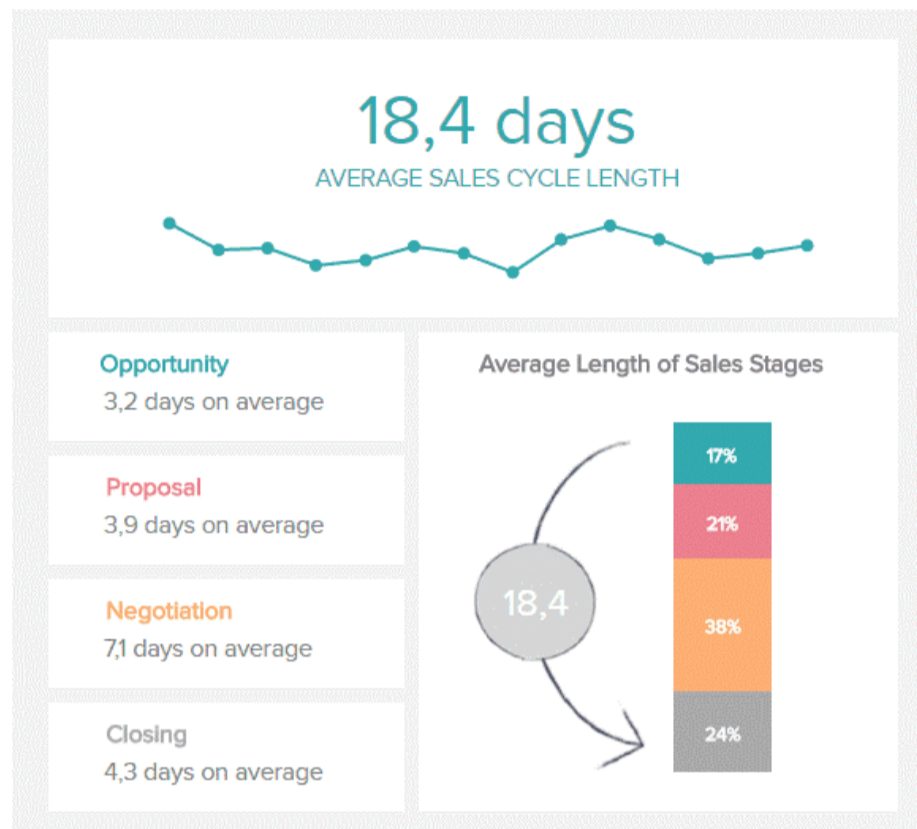 18,4 days
AVERAGE SALES CYCLE LENGTH
Opportunity
3,2 days on average
Proposal
3,9 days on average
Negotiation
7,1 days on average
Closing
4,3 days on average
Average Length of Sales Stages
18,4
17%
21%
38%
24%